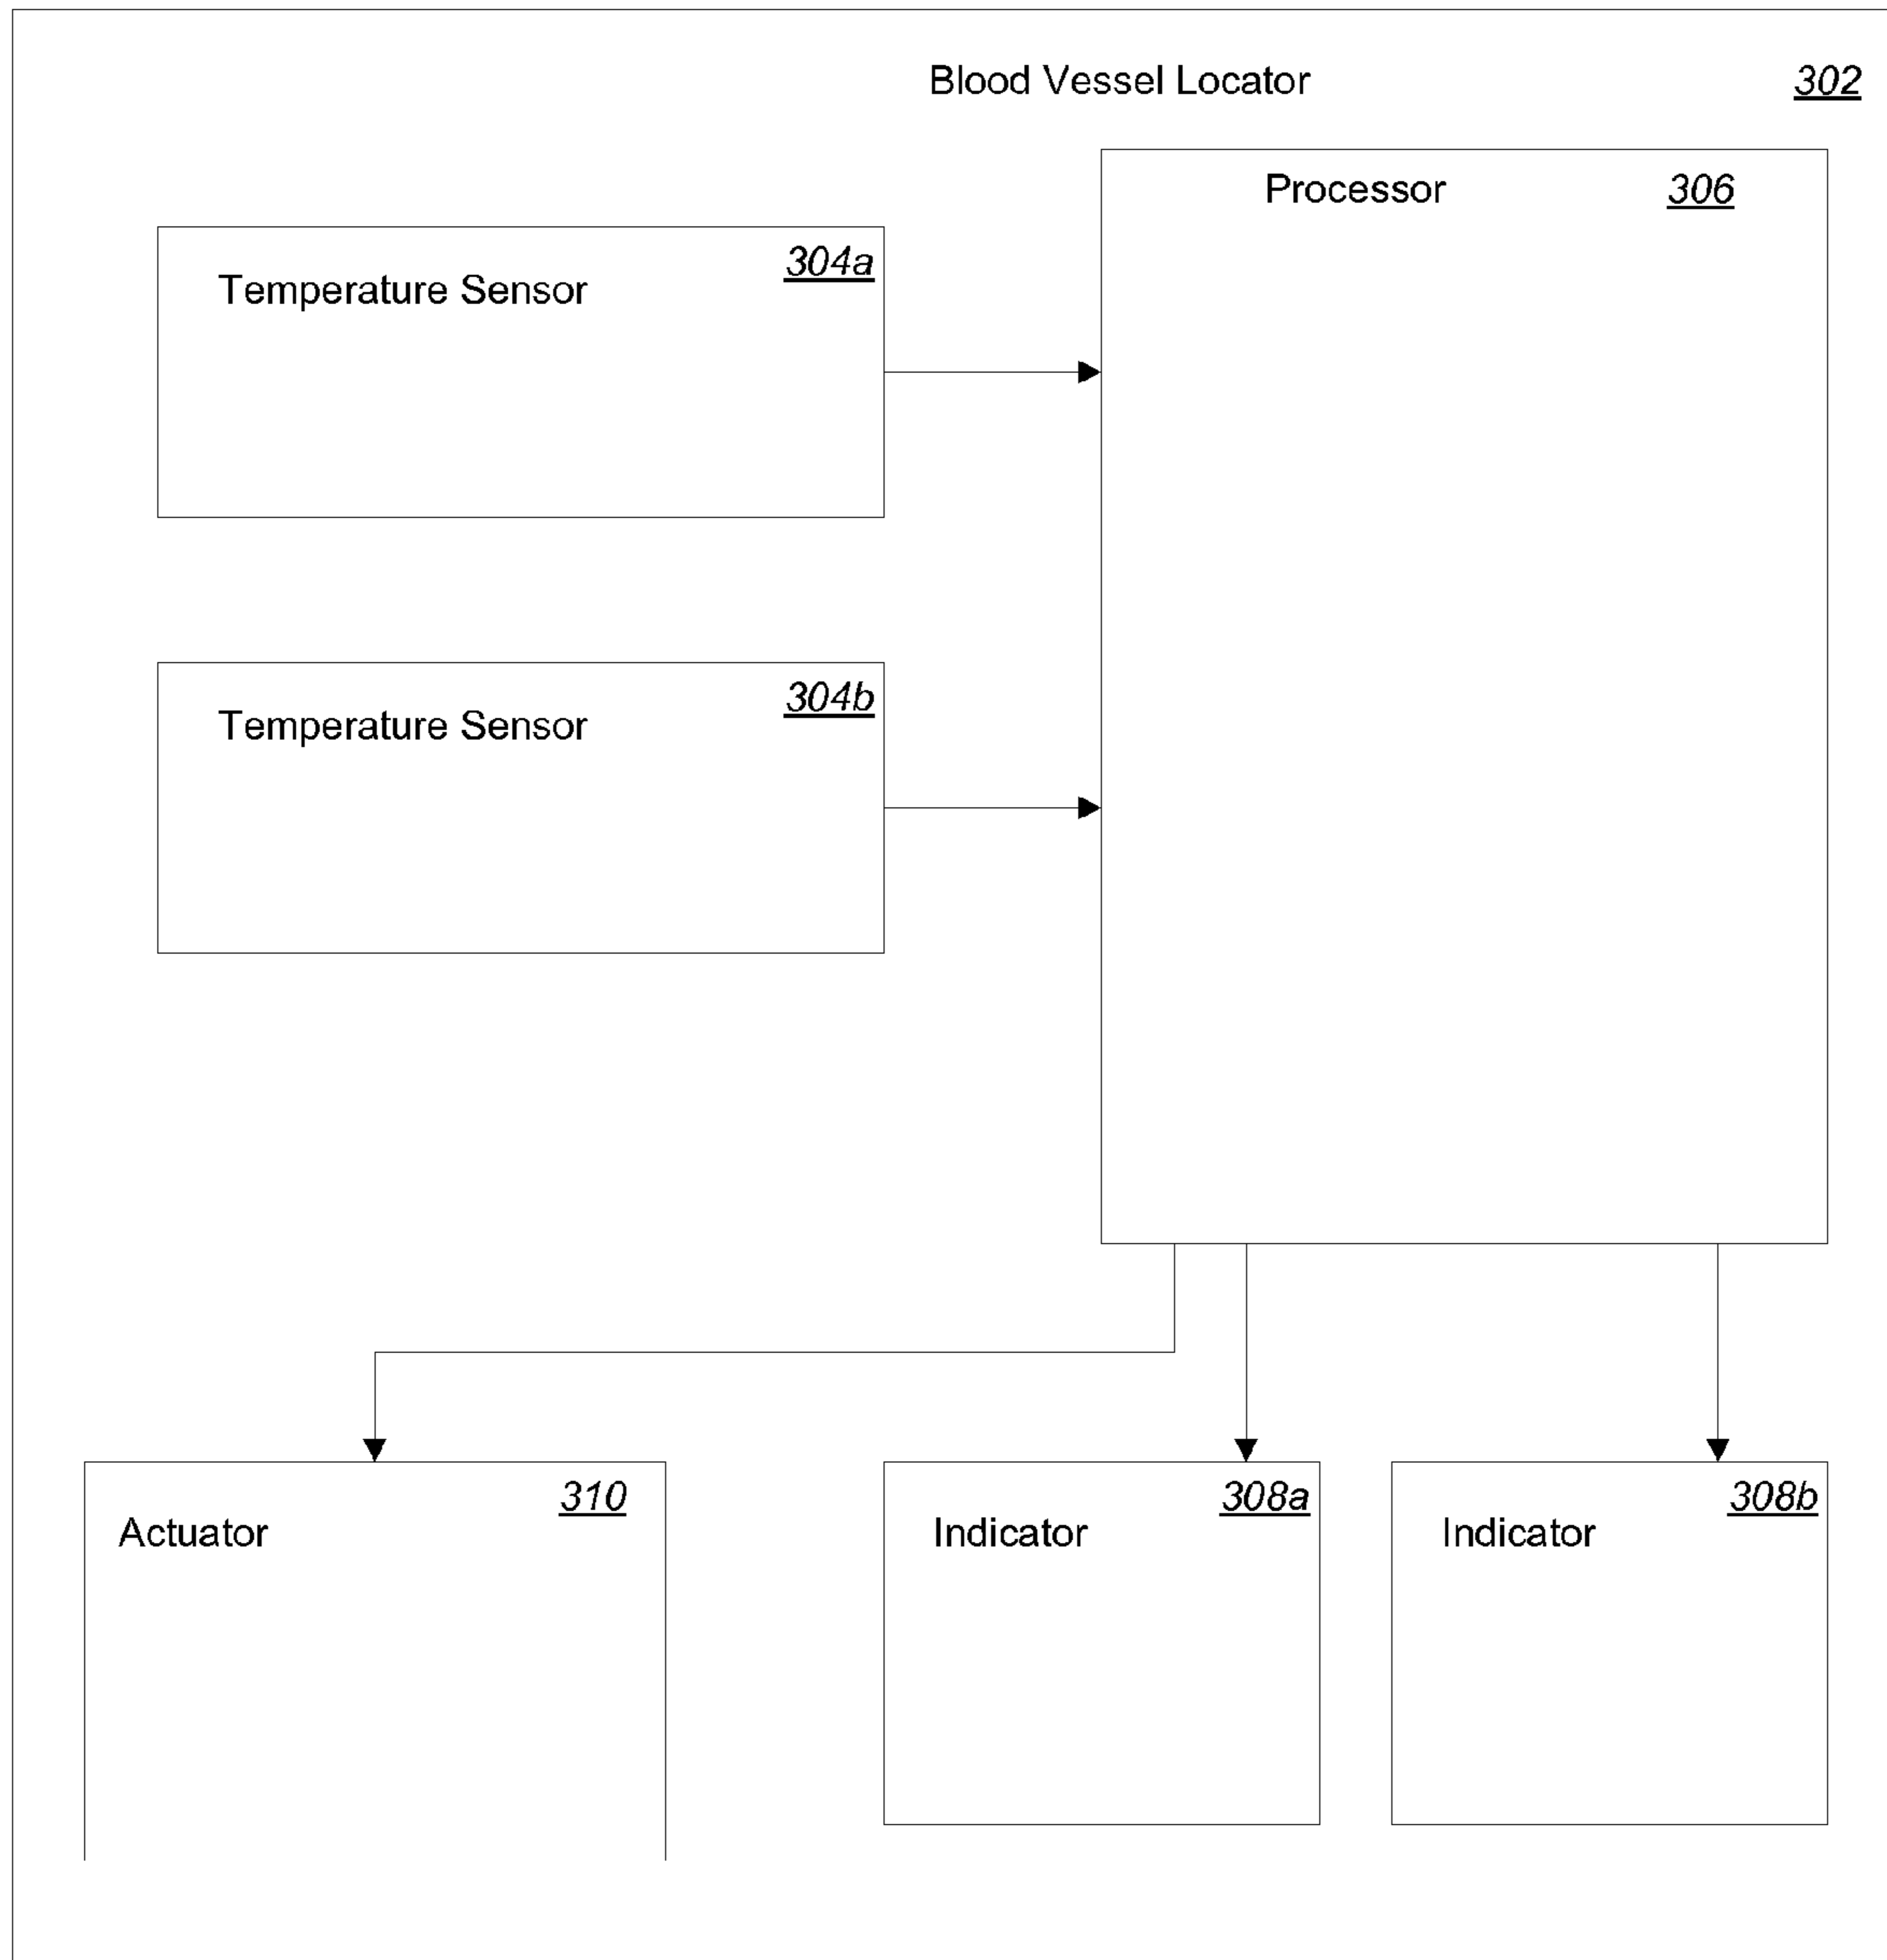 Blood Vessel Locator 302
Processor 306
Temperature Sensor 304a
Temperature Sensor 304b
Actuator 310
Indicator 308a
Indicator 308b